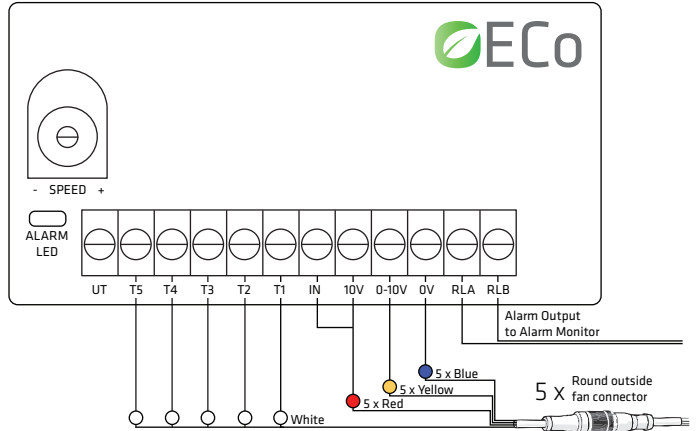 ECo
- SPEED +
ALARM
LED
UT T5 T4 T3 T2 T1 IN 10V 0-10V 0V RLA RLB
Alarm Output
to Alarm Monitor
5 x Blue
5 x Yellow
5 x Red
White
5 x Round outside
fan connector